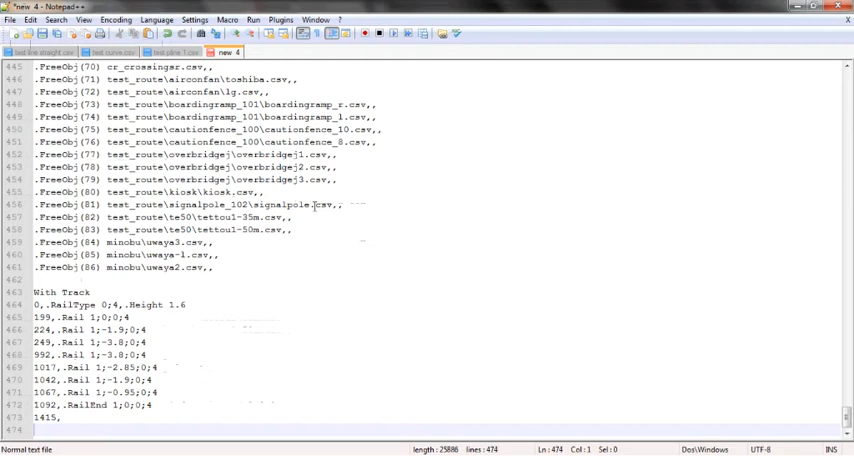 *new 4 - Notepad++
File Edit Search View Encoding Language Settings Macro Run Plugins Window ? X
test line straight.csv test curve.csv test pline 1.csv new 4
445 .FreeObj(70) cr_crossingsr.csv,,
446 .FreeObj(71) test_route\airconfan\toshiba.csv,,
447 .FreeObj(72) test_route\airconfan\lg.csv,,
448 .FreeObj(73) test_route\boardingramp_101\boardingramp_r.csv,,
449 .FreeObj(74) test_route\boardingramp_101\boardingramp_l.csv,,
450 .FreeObj(75) test_route\cautionfence_100\cautionfence_10.csv,,
451 .FreeObj(76) test_route\cautionfence_100\cautionfence_8.csv,,
452 .FreeObj(77) test_route\overbridgej\overbridgej1.csv,,
453 .FreeObj(78) test_route\overbridgej\overbridgej2.csv,,
454 .FreeObj(79) test_route\overbridgej\overbridgej3.csv,,
455 .FreeObj(80) test_route\kiosk\kiosk.csv,,
456 .FreeObj(81) test_route\signalpole_102\signalpole.csv,,
457 .FreeObj(82) test_route\te50\tettou1-35m.csv,,
458 .FreeObj(83) test_route\te50\tettou1-50m.csv,,
459 .FreeObj(84) minobu\uwaya3.csv,,
460 .FreeObj(85) minobu\uwaya-1.csv,,
461 .FreeObj(86) minobu\uwaya2.csv,,
462
463 With Track
464 0,.RailType 0;4,.Height 1.6
465 199,.Rail 1;0;0;4
466 224,.Rail 1;-1.9;0;4
467 249,.Rail 1;-3.8;0;4
468 992,.Rail 1;-3.8;0;4
469 1017,.Rail 1;-2.85;0;4
470 1042,.Rail 1;-1.9;0;4
471 1067,.Rail 1;-0.95;0;4
472 1092,.RailEnd 1;0;0;4
473 1415,
474
Normal text file length : 25886 lines : 474 Ln : 474 Col : 1 Sel : 0 Dos\Windows UTF-8 INS